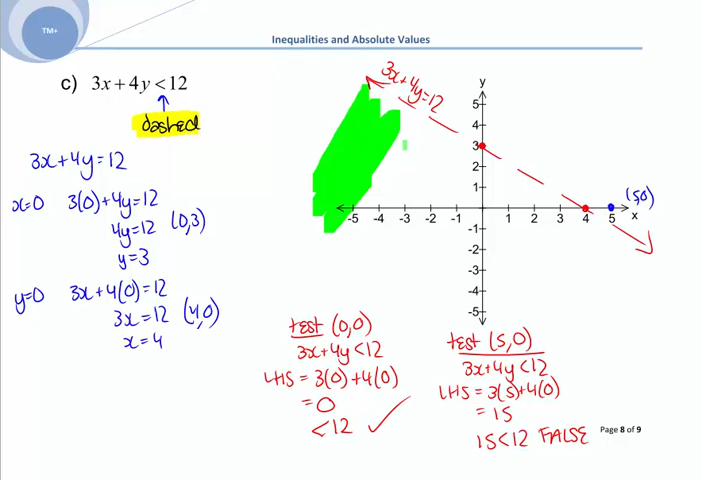 TM+
Inequalities and Absolute Values
c) 3x + 4y < 12
dashed
3x+4y=12
x=0 3(0)+4y=12
4y=12 (0,3)
y=3
y=0 3x+4(0)=12
3x=12 (4,0)
x=4
3x+4y=12
y
5
4
3
2
1
-5 -4 -3 -2 -1 1 2 3 4 5 x
(5,0)
-1
-2
-3
-4
-5
test (0,0)
3x+4y<12
LHS = 3(0)+4(0)
= 0
<12 ✓
test (5,0)
3x+4y<12
LHS = 3(5)+4(0)
= 15
15<12 FALSE
Page 8 of 9